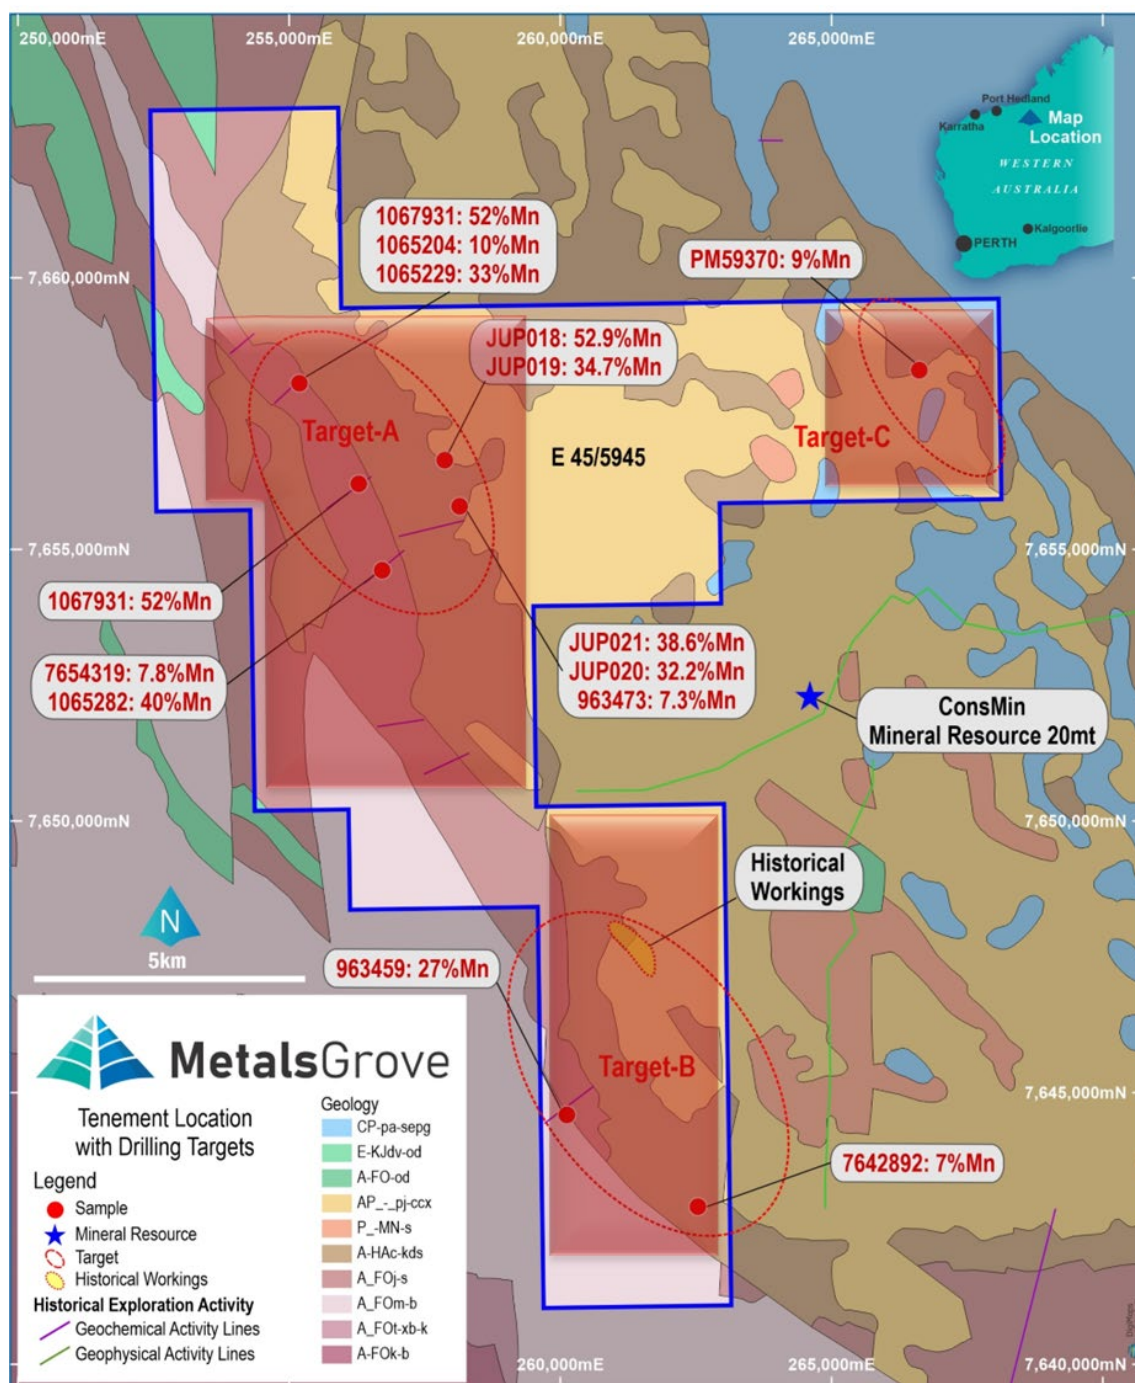 250,000mE
255,000mE
260,000mE
265,000mE
Port Hedland
Karratha
Map
Location
WESTERN
AUSTRALIA
Kalgoorlie
PERTH
1067931: 52%Mn
1065204: 10%Mn
1065229: 33%Mn
PM59370: 9%Mn
7,660,000mN
JUP018: 52.9%Mn
JUP019: 34.7%Mn
Target-A
Target-C
E 45/5945
7,655,000mN
7,655,000mN
1067931: 52%Mn
7654319: 7.8%Mn
1065282: 40%Mn
JUP021: 38.6%Mn
JUP020: 32.2%Mn
963473: 7.3%Mn
ConsMin
Mineral Resource 20mt
7,650,000mN
7,650,000mN
Historical
Workings
N
5km
963459: 27%Mn
Target-B
7,645,000mN
7642892: 7%Mn
MetalsGrove
Tenement Location
with Drilling Targets
Legend
Sample
Mineral Resource
Target
Historical Workings
Historical Exploration Activity
Geochemical Activity Lines
Geophysical Activity Lines
Geology
CP-pa-sepg
E-KJdv-od
A-FO-od
AP_-_pj-ccx
P_-MN-s
A-HAc-kds
A_FOj-s
A_FOm-b
A_FOt-xb-k
A-FOk-b
260,000mE
265,000mE
7,640,000mN
DigMaps